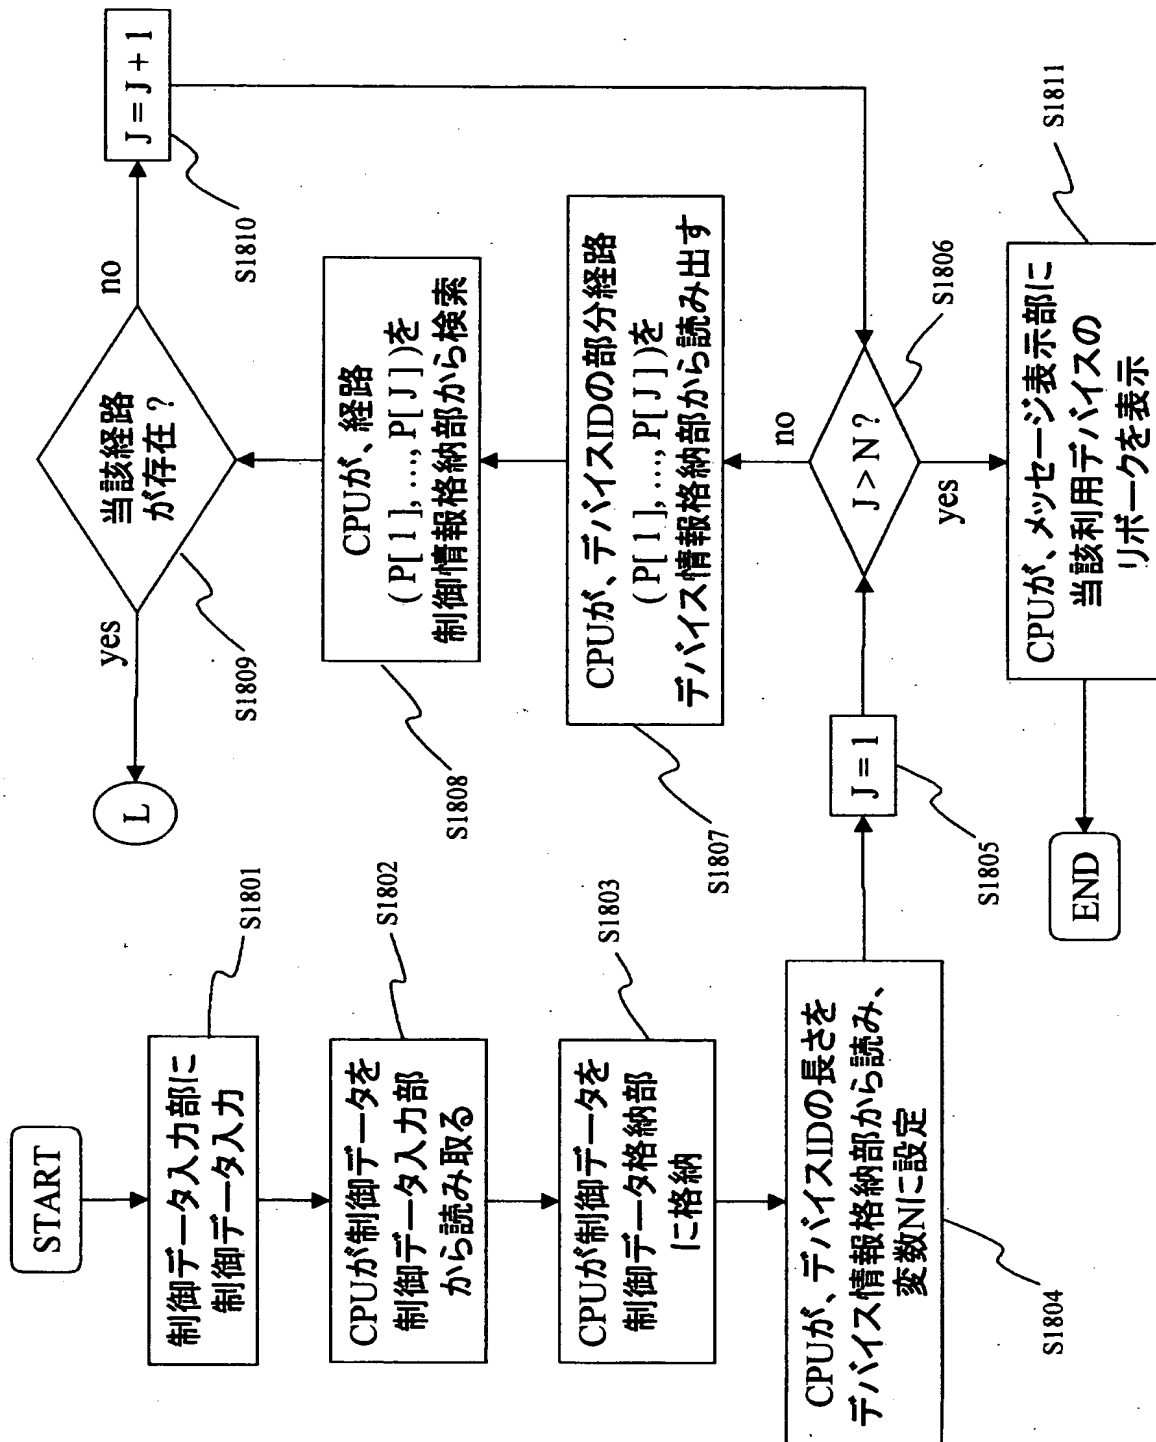 START
制御データ入力部に
制御データ入力
S1801
CPUが制御データを
制御データ入力部
から読み取る
S1802
CPUが制御データを
制御データ格納部
に格納
S1803
CPUが、デバイスIDの長さを
デバイス情報格納部から読み、
変数Nに設定
S1804
J = 1
S1805
J > N ?
S1806
no
yes
CPUが、デバイスIDの部分経路
(P[1],…, P[J])を
デバイス情報格納部から読み出す
S1807
CPUが、経路
(P[1],…, P[J])を
制御情報格納部から検索
S1808
当該経路
が存在?
S1809
yes
no
L
J = J + 1
S1810
CPUが、メッセージ表示部に
当該利用デバイスの
リボークを表示
S1811
END